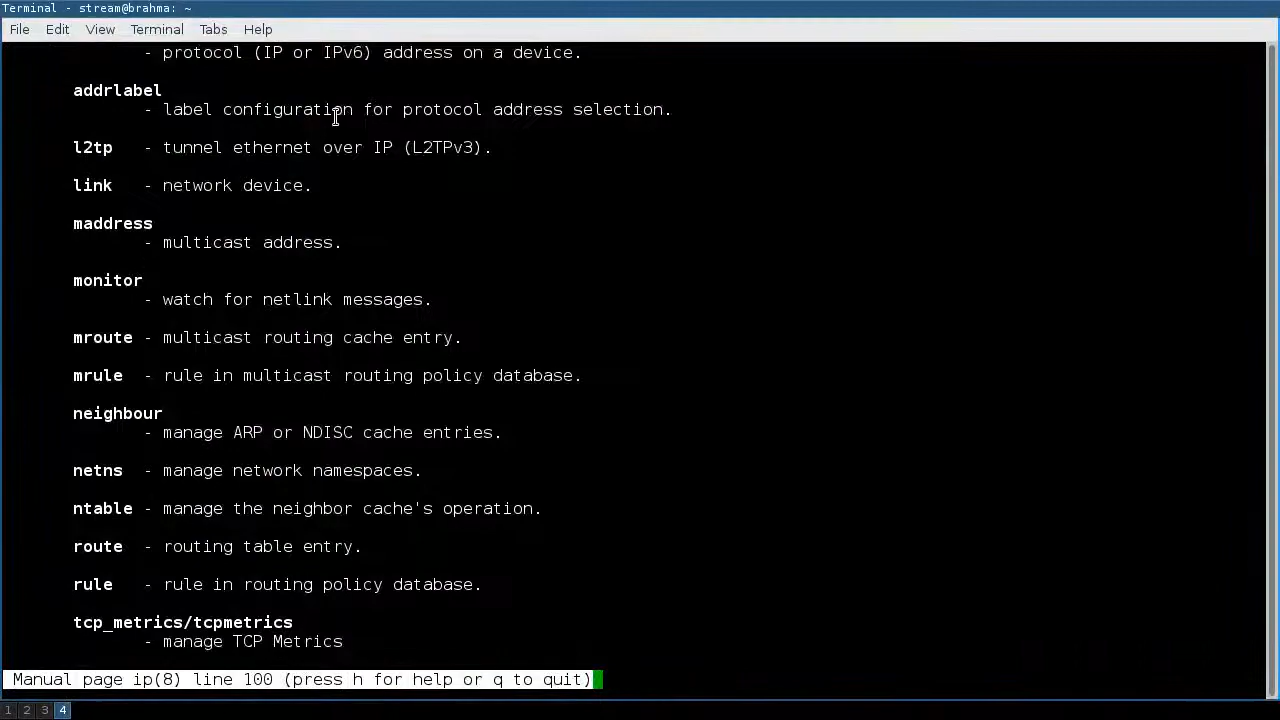 Terminal - stream@brahma: ~
File Edit View Terminal Tabs Help
- protocol (IP or IPv6) address on a device.
addrlabel
- label configuration for protocol address selection.
l2tp - tunnel ethernet over IP (L2TPv3).
link - network device.
maddress
- multicast address.
monitor
- watch for netlink messages.
mroute - multicast routing cache entry.
mrule - rule in multicast routing policy database.
neighbour
- manage ARP or NDISC cache entries.
netns - manage network namespaces.
ntable - manage the neighbor cache's operation.
route - routing table entry.
rule - rule in routing policy database.
tcp_metrics/tcpmetrics
- manage TCP Metrics
Manual page ip(8) line 100 (press h for help or q to quit)
1 2 3 4